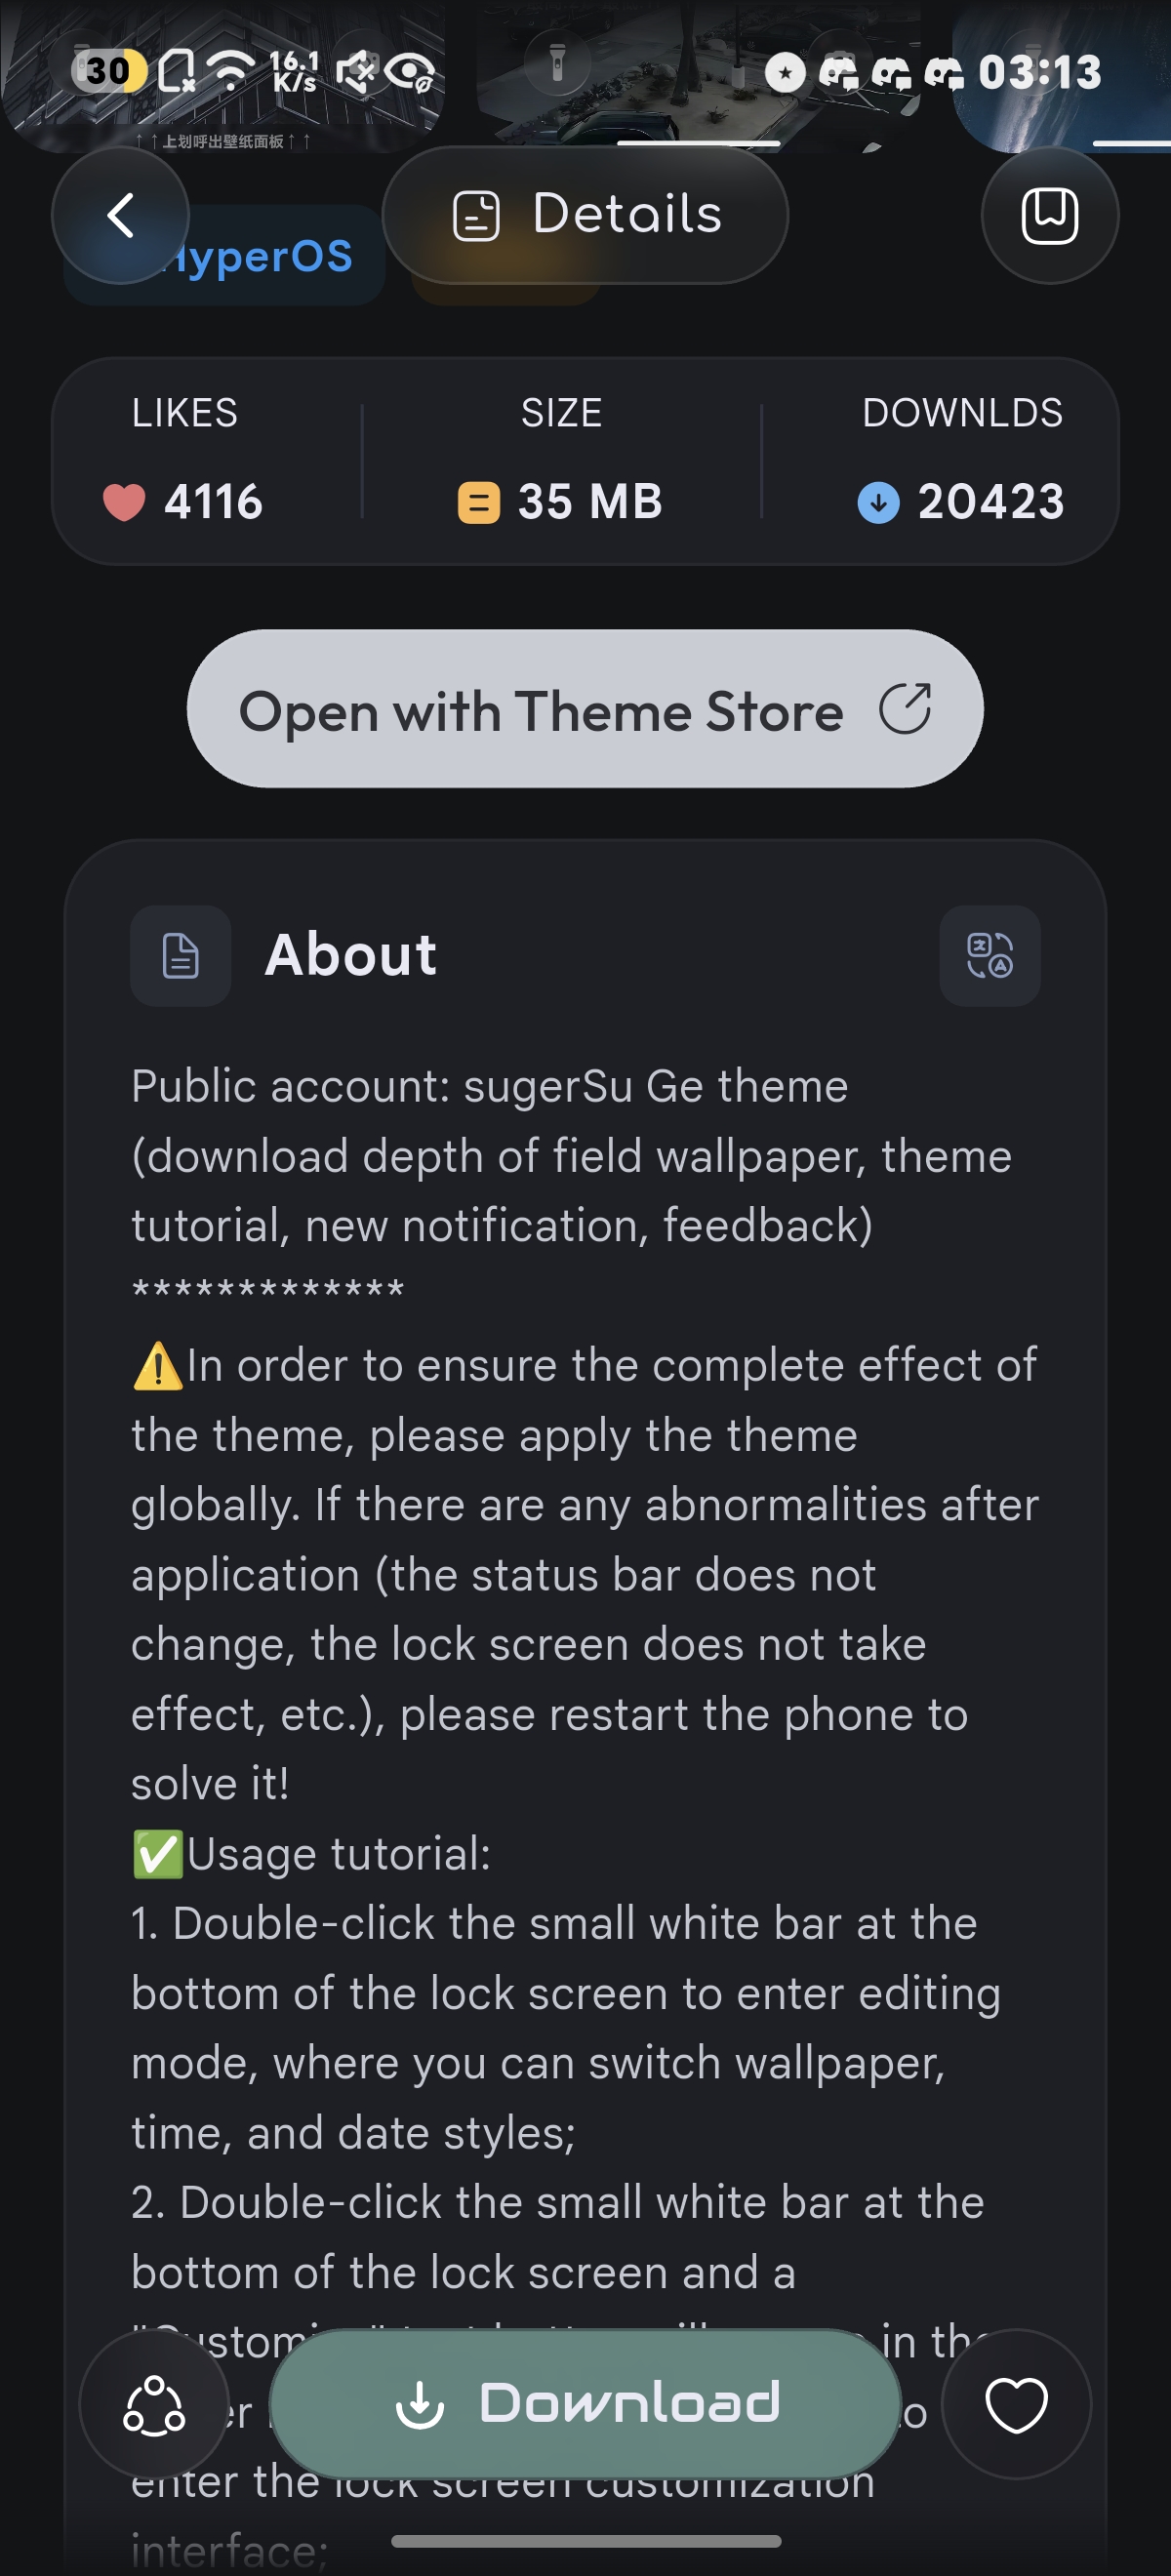 30 16.1 K/s 03:13
↑ ↑ 上划呼出壁纸面板 ↑ ↑
Details
HyperOS
LIKES SIZE DOWNLDS
4116 35 MB 20423
Open with Theme Store
About
Public account: sugerSu Ge theme
(download depth of field wallpaper, theme
tutorial, new notification, feedback)
*************
⚠️In order to ensure the complete effect of
the theme, please apply the theme
globally. If there are any abnormalities after
application (the status bar does not
change, the lock screen does not take
effect, etc.), please restart the phone to
solve it!
✅Usage tutorial:
1. Double-click the small white bar at the
bottom of the lock screen to enter editing
mode, where you can switch wallpaper,
time, and date styles;
2. Double-click the small white bar at the
bottom of the lock screen and a
in the
Download
enter the lock screen customization
interface;